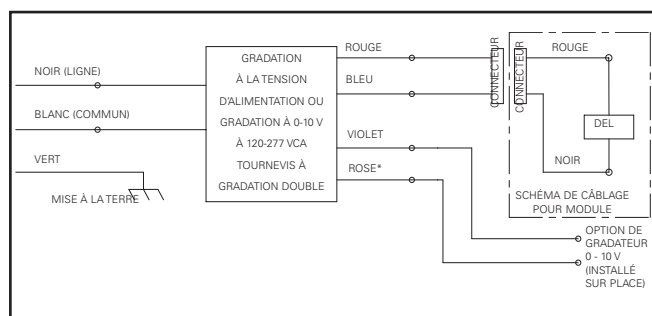 NOIR (LIGNE)
BLANC (COMMUN)
VERT
MISE À LA TERRE
GRADATION
À LA TENSION
D'ALIMENTATION OU
GRADATION À 0-10 V
À 120-277 VCA
TOURNEVIS À
GRADATION DOUBLE
ROUGE
BLEU
VIOLET
ROSE*
CONNECTEUR
CONNECTEUR
ROUGE
DEL
NOIR
SCHÉMA DE CÂBLAGE
POUR MODULE
OPTION DE
GRADATEUR
0 - 10 V
(INSTALLÉ
SUR PLACE)